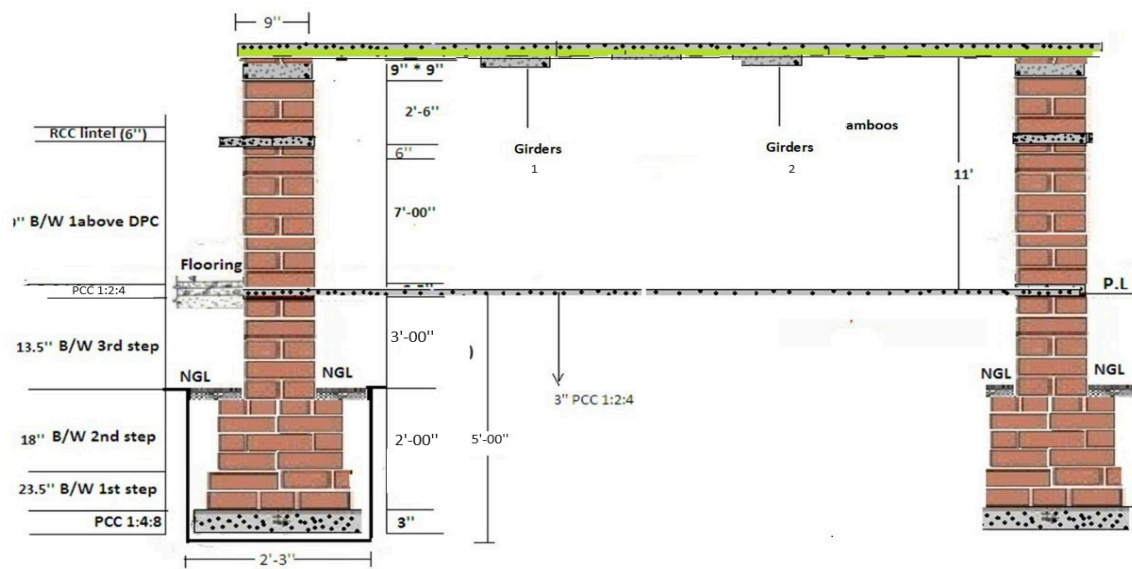 9"
9" * 9"
2'-6"
RCC lintel (6")
6"
Girders
1
Girders
2
amboos
11'
" B/W 1above DPC
7'-00"
Flooring
PCC 1:2:4
P.L
13.5" B/W 3rd step
3'-00"
)
NGL
NGL
NGL
NGL
3" PCC 1:2:4
18" B/W 2nd step
2'-00"
5'-00"
23.5" B/W 1st step
PCC 1:4:8
3"
2'-3"